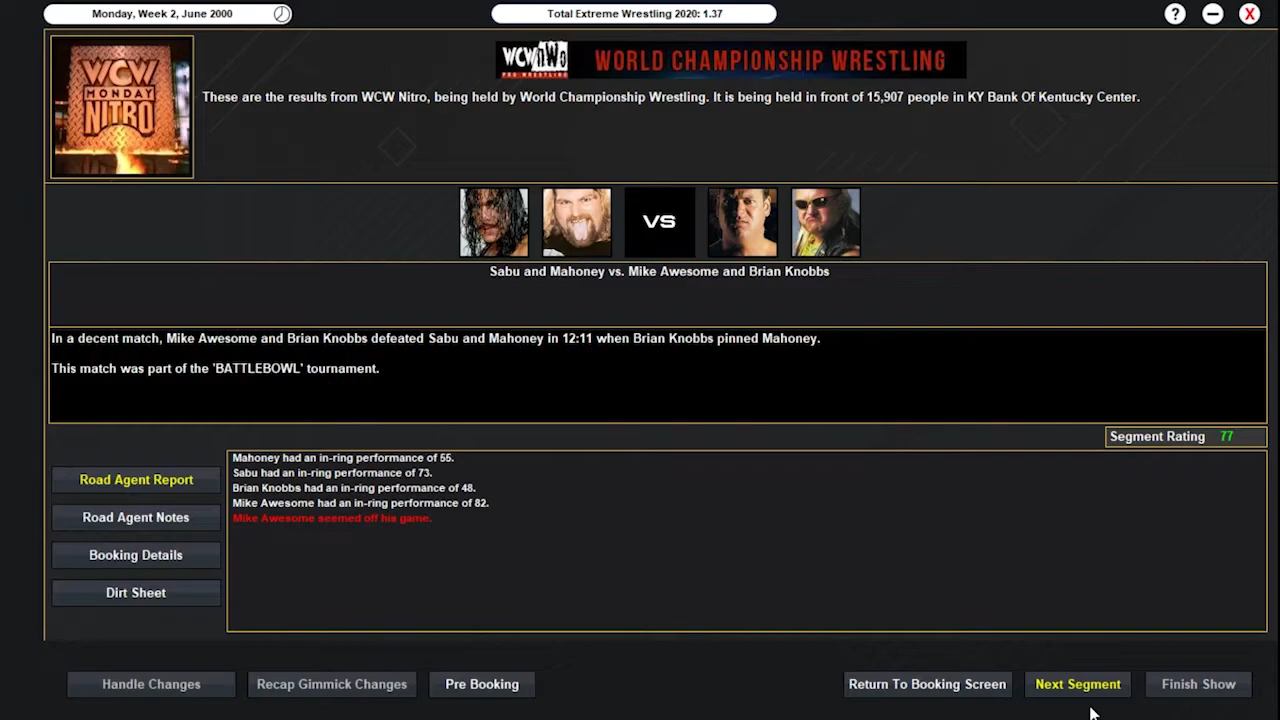 Monday, Week 2, June 2000
Total Extreme Wrestling 2020: 1.37
?
X
WCW
MONDAY
NITRO
WCW nWo
PRO WRESTLING
WORLD CHAMPIONSHIP WRESTLING
These are the results from WCW Nitro, being held by World Championship Wrestling. It is being held in front of 15,907 people in KY Bank Of Kentucky Center.
VS
Sabu and Mahoney vs. Mike Awesome and Brian Knobbs
In a decent match, Mike Awesome and Brian Knobbs defeated Sabu and Mahoney in 12:11 when Brian Knobbs pinned Mahoney.
This match was part of the 'BATTLEBOWL' tournament.
Segment Rating 77
Road Agent Report
Road Agent Notes
Booking Details
Dirt Sheet
Mahoney had an in-ring performance of 55.
Sabu had an in-ring performance of 73.
Brian Knobbs had an in-ring performance of 48.
Mike Awesome had an in-ring performance of 82.
Mike Awesome seemed off his game.
Handle Changes
Recap Gimmick Changes
Pre Booking
Return To Booking Screen
Next Segment
Finish Show